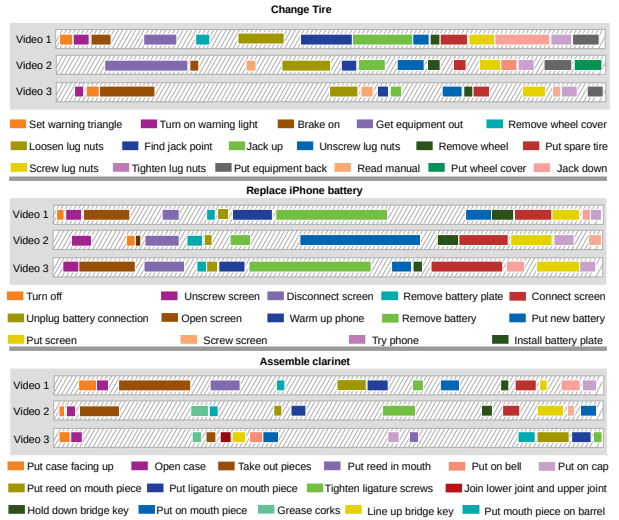 Change Tire
Video 1
Video 2
Video 3
Set warning triangle Turn on warning light Brake on Get equipment out Remove wheel cover
Loosen lug nuts Find jack point Jack up Unscrew lug nuts Remove wheel Put spare tire
Screw lug nuts Tighten lug nuts Put equipment back Read manual Put wheel cover Jack down
Replace iPhone battery
Video 1
Video 2
Video 3
Turn off Unscrew screen Disconnect screen Remove battery plate Connect screen
Unplug battery connection Open screen Warm up phone Remove battery Put new battery
Put screen Screw screen Try phone Install battery plate
Assemble clarinet
Video 1
Video 2
Video 3
Put case facing up Open case Take out pieces Put reed in mouth Put on bell Put on cap
Put reed on mouth piece Put ligature on mouth piece Tighten ligature screws Join lower joint and upper joint
Hold down bridge key Put on mouth piece Grease corks Line up bridge key Put mouth piece on barrel